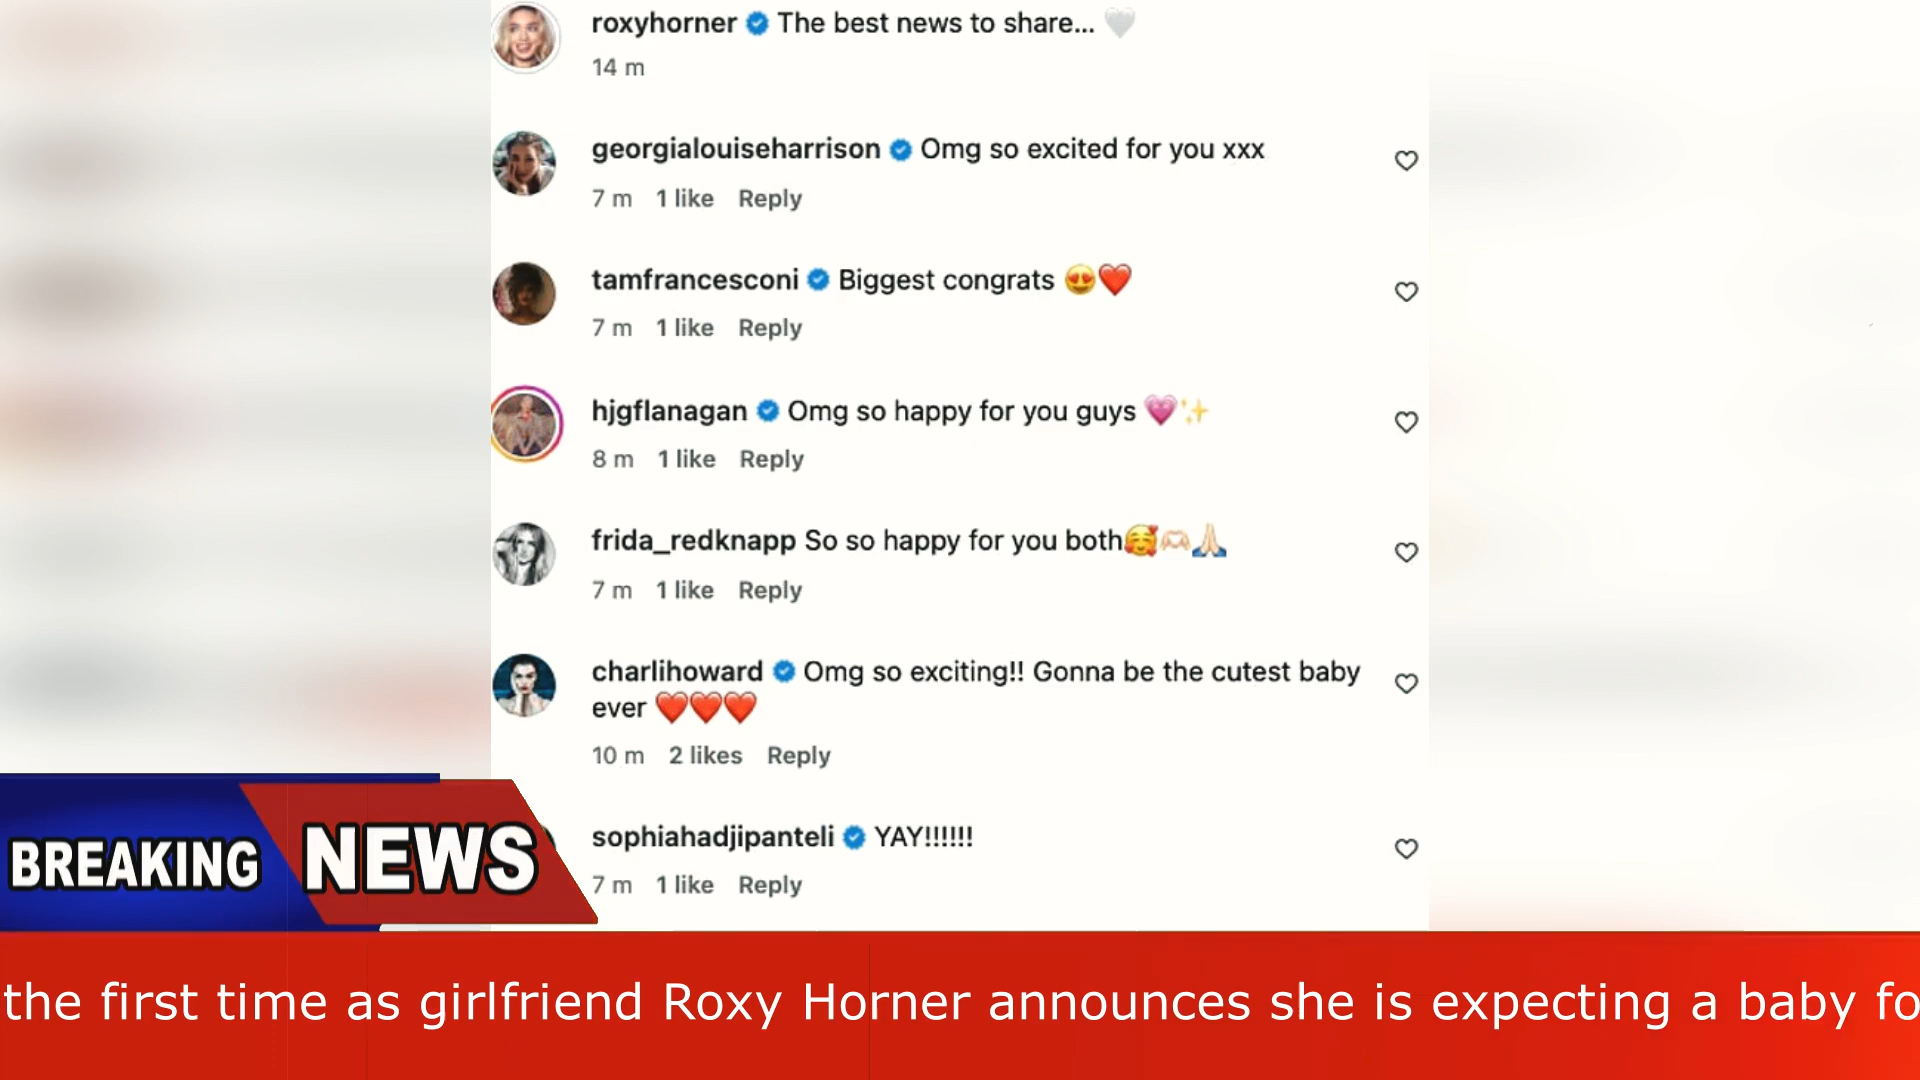 roxyhorner The best news to share... 🤍
14 m
georgialouiseharrison Omg so excited for you xxx
7 m 1 like Reply
tamfrancesconi Biggest congrats 😍❤️
7 m 1 like Reply
hjgflanagan Omg so happy for you guys 💗✨
8 m 1 like Reply
frida_redknapp So so happy for you both🥰🫶🏻🙏🏻
7 m 1 like Reply
charlihoward Omg so exciting!! Gonna be the cutest baby
ever ❤️❤️❤️
10 m 2 likes Reply
sophiahadjipanteli YAY!!!!!!
7 m 1 like Reply
BREAKING NEWS
the first time as girlfriend Roxy Horner announces she is expecting a baby fo